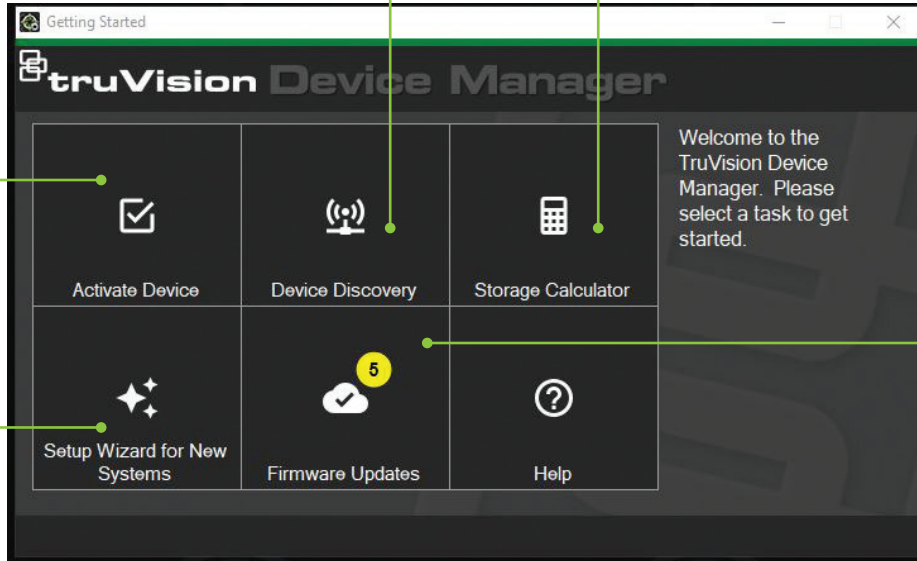 Getting Started
truVision Device Manager
Welcome to the
TruVision Device
Manager. Please
select a task to get
started.
Activate Device
Device Discovery
Storage Calculator
5
Setup Wizard for New
Systems
Firmware Updates
Help